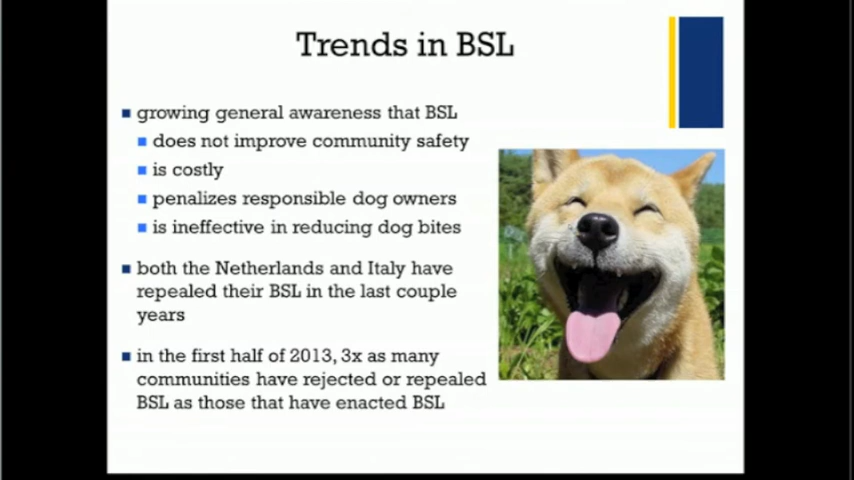 Trends in BSL
growing general awareness that BSL
does not improve community safety
is costly
penalizes responsible dog owners
is ineffective in reducing dog bites
both the Netherlands and Italy have
repealed their BSL in the last couple
years
in the first half of 2013, 3x as many
communities have rejected or repealed
BSL as those that have enacted BSL